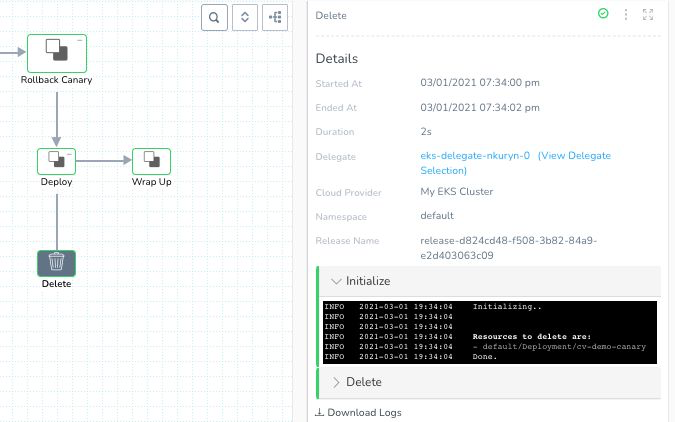 Rollback Canary
Deploy
Wrap Up
Delete
Delete
Details
Started At 03/01/2021 07:34:00 pm
Ended At 03/01/2021 07:34:02 pm
Duration 2s
Delegate eks-delegate-nkuryn-0 (View Delegate
Selection)
Cloud Provider My EKS Cluster
Namespace default
Release Name release-d824cd48-f508-3b82-84a9-
e2d403063c09
Initialize
INFO 2021-03-01 19:34:04 Initializing..
INFO 2021-03-01 19:34:04
INFO 2021-03-01 19:34:04
INFO 2021-03-01 19:34:04 Resources to delete are:
INFO 2021-03-01 19:34:04 - default/Deployment/cv-demo-canary
INFO 2021-03-01 19:34:04 Done.
Delete
Download Logs